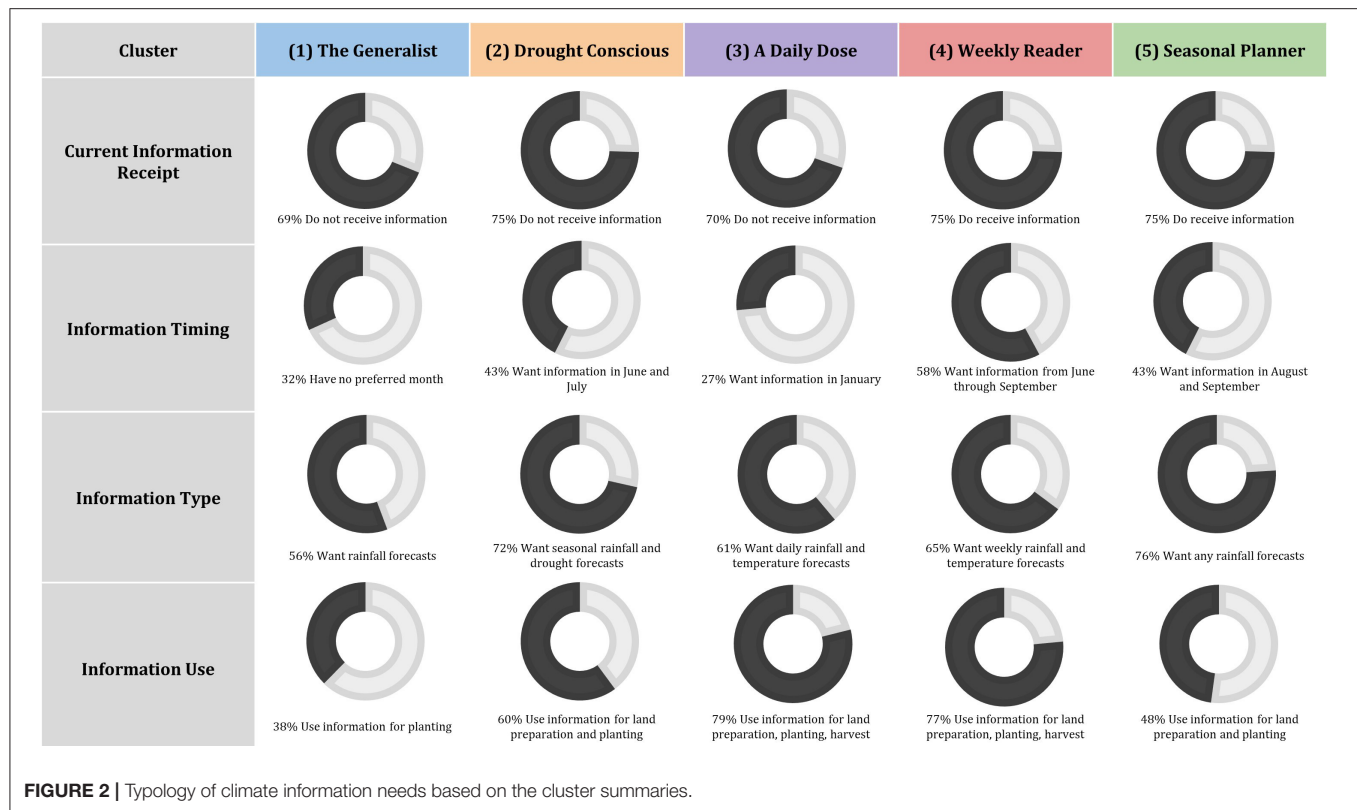 Cluster
(1) The Generalist
(2) Drought Conscious
(3) A Daily Dose
(4) Weekly Reader
(5) Seasonal Planner
Current Information
Receipt
69% Do not receive information
75% Do not receive information
70% Do not receive information
75% Do receive information
75% Do receive information
Information Timing
32% Have no preferred month
43% Want information in June and
July
27% Want information in January
58% Want information from June
through September
43% Want information in August
and September
Information Type
56% Want rainfall forecasts
72% Want seasonal rainfall and
drought forecasts
61% Want daily rainfall and
temperature forecasts
65% Want weekly rainfall and
temperature forecasts
76% Want any rainfall forecasts
Information Use
38% Use information for planting
60% Use information for land
preparation and planting
79% Use information for land
preparation, planting, harvest
77% Use information for land
preparation, planting, harvest
48% Use information for land
preparation and planting
FIGURE 2 | Typology of climate information needs based on the cluster summaries.